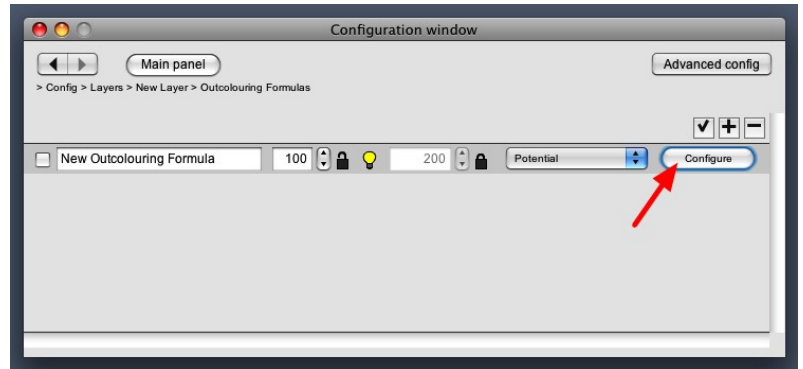 Configuration window
Main panel
Advanced config
> Config > Layers > New Layer > Outcolouring Formulas
New Outcolouring Formula 100 200 Potential Configure